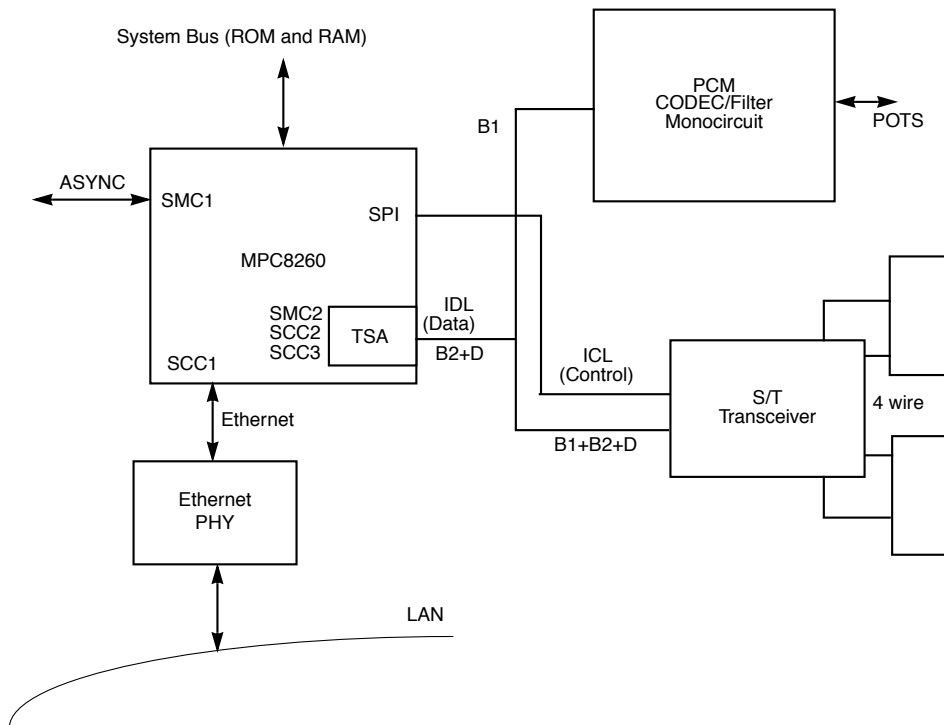 System Bus (ROM and RAM)
PCM
CODEC/Filter
Monocircuit
POTS
B1
ASYNC
SMC1
SPI
MPC8260
SMC2
SCC2
SCC3
TSA
IDL
(Data)
B2+D
SCC1
ICL
(Control)
S/T
Transceiver
4 wire
B1+B2+D
Ethernet
Ethernet
PHY
LAN